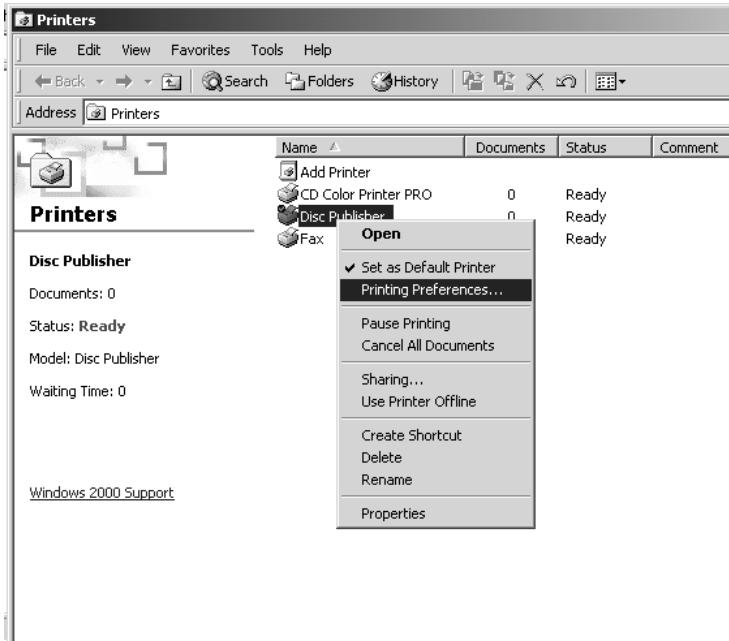 Printers
File Edit View Favorites Tools Help
Back Search Folders History
Address Printers
Name Documents Status Comment
Add Printer
CD Color Printer PRO 0 Ready
Disc Publisher 0 Ready
Fax Ready
Printers
Disc Publisher
Documents: 0
Status: Ready
Model: Disc Publisher
Waiting Time: 0
Windows 2000 Support
Open
Set as Default Printer
Printing Preferences...
Pause Printing
Cancel All Documents
Sharing...
Use Printer Offline
Create Shortcut
Delete
Rename
Properties